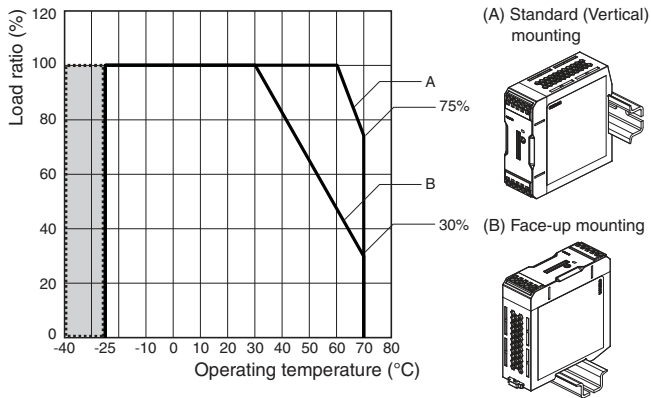 Load ratio (%)
120
100
80
60
40
20
0
-40 -25 -10 0 10 20 30 40 50 60 70 80
Operating temperature (°C)
A
75%
B
30%
(A) Standard (Vertical)
mounting
(B) Face-up mounting